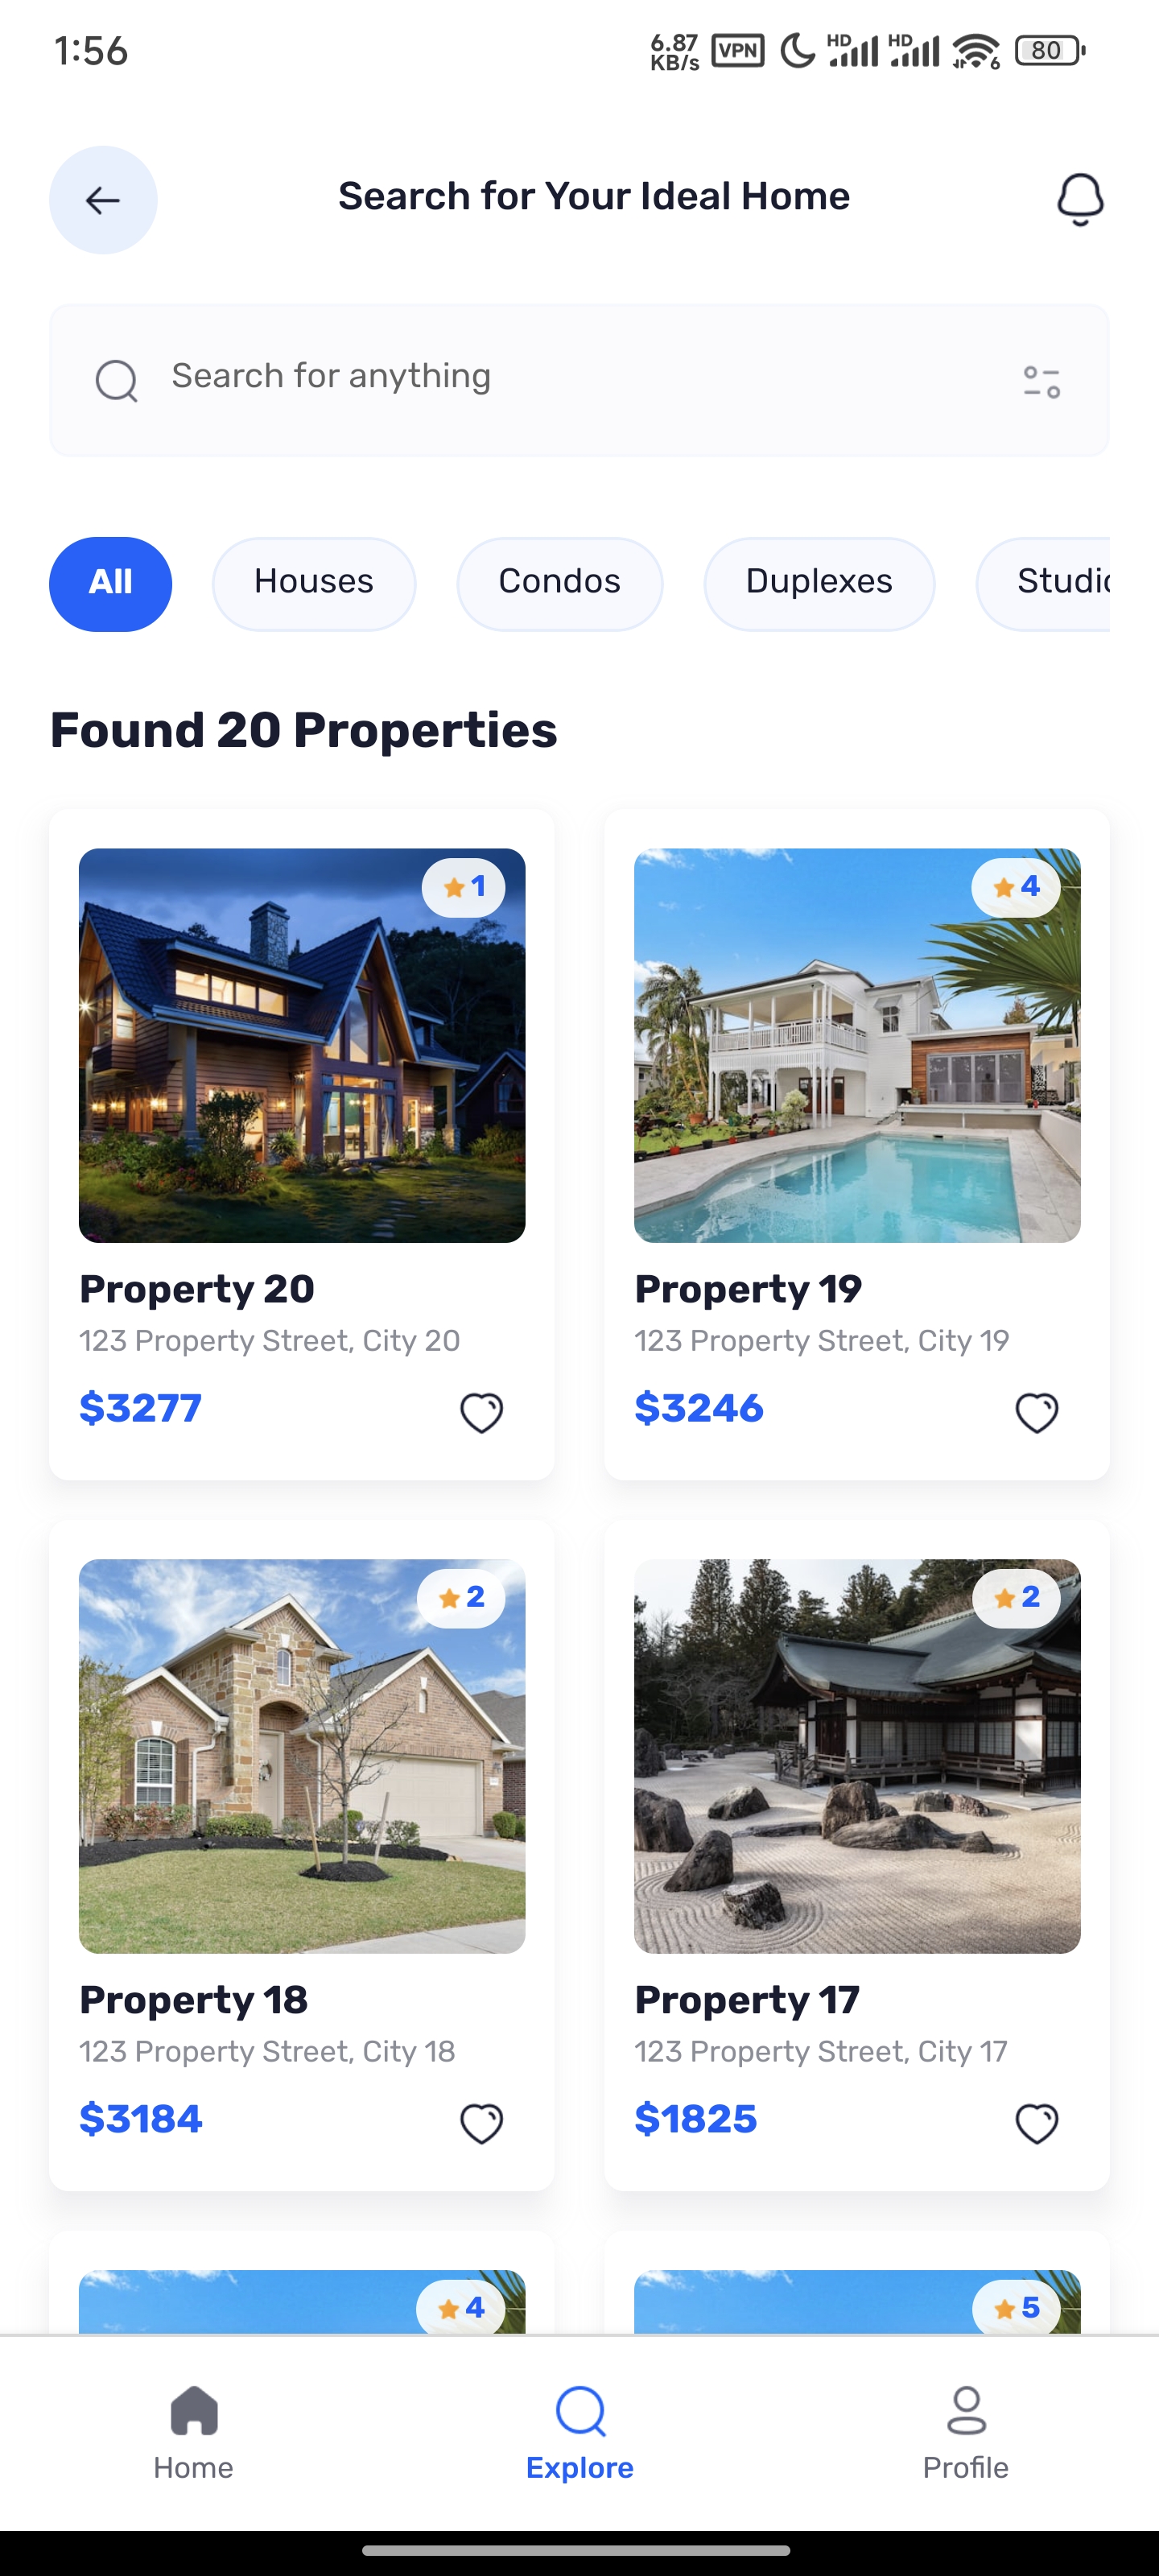 1:56
6.87
KB/s
VPN
HD
HD
6
80
Search for Your Ideal Home
Search for anything
All
Houses
Condos
Duplexes
Studio
Found 20 Properties
1
4
Property 20
Property 19
123 Property Street, City 20
123 Property Street, City 19
$3277
$3246
2
2
Property 18
Property 17
123 Property Street, City 18
123 Property Street, City 17
$3184
$1825
4
5
Home
Explore
Profile